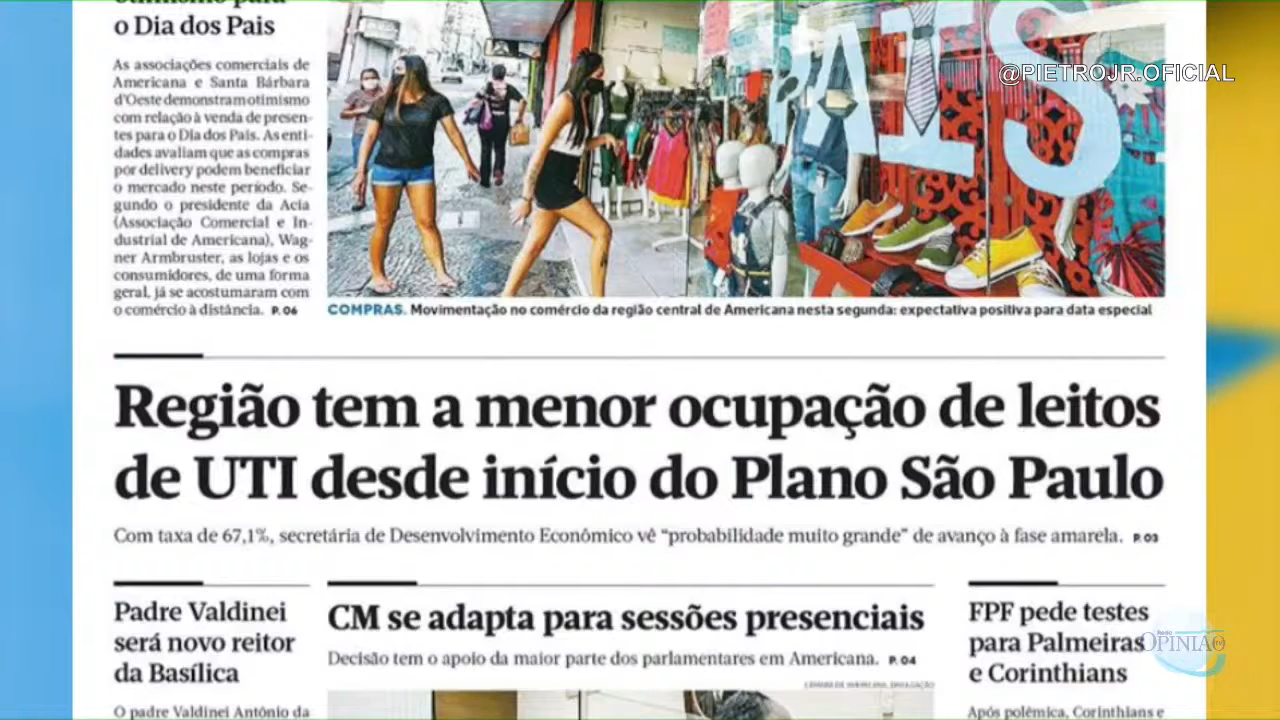 o Dia dos Pais
As associações comerciais de
Americana e Santa Bárbara
d'Oeste demonstram otimismo
com relação à venda de presen-
tes para o Dia dos Pais. As enti-
dades avaliam que as compras
por delivery podem beneficiar
o mercado neste período. Se-
gundo o presidente da Acia
(Associação Comercial e In-
dustrial de Americana), Wag-
ner Armbruster, as lojas e os
consumidores, de uma forma
geral, já se acostumaram com
o comércio à distância. P. 06
PAIS
@PIETROJR.OFICIAL
COMPRAS. Movimentação no comércio da região central de Americana nesta segunda: expectativa positiva para data especial
Região tem a menor ocupação de leitos
de UTI desde início do Plano São Paulo
Com taxa de 67,1%, secretária de Desenvolvimento Econômico vê “probabilidade muito grande” de avanço à fase amarela. P. 03
Padre Valdinei
será novo reitor
da Basílica
O padre Valdinei Antônio da
CM se adapta para sessões presenciais
Decisão tem o apoio da maior parte dos parlamentares em Americana. P. 04
CÂMARA DE AMERICANA, DIVULGAÇÃO
FPF pede testes
para Palmeiras
e Corinthians
Após polêmica, Corinthians e
Rede
OPINIÃO